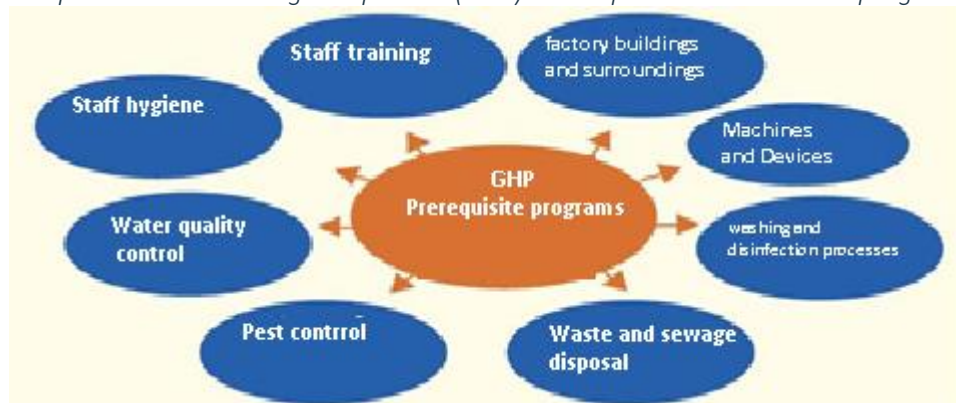 Staff training
factory buildings
and surroundings
Staff hygiene
Machines
and Devices
GHP
Prerequisite programs
Water quality
control
washing and
disinfection processes
Pest contrrol
Waste and sewage
disposal